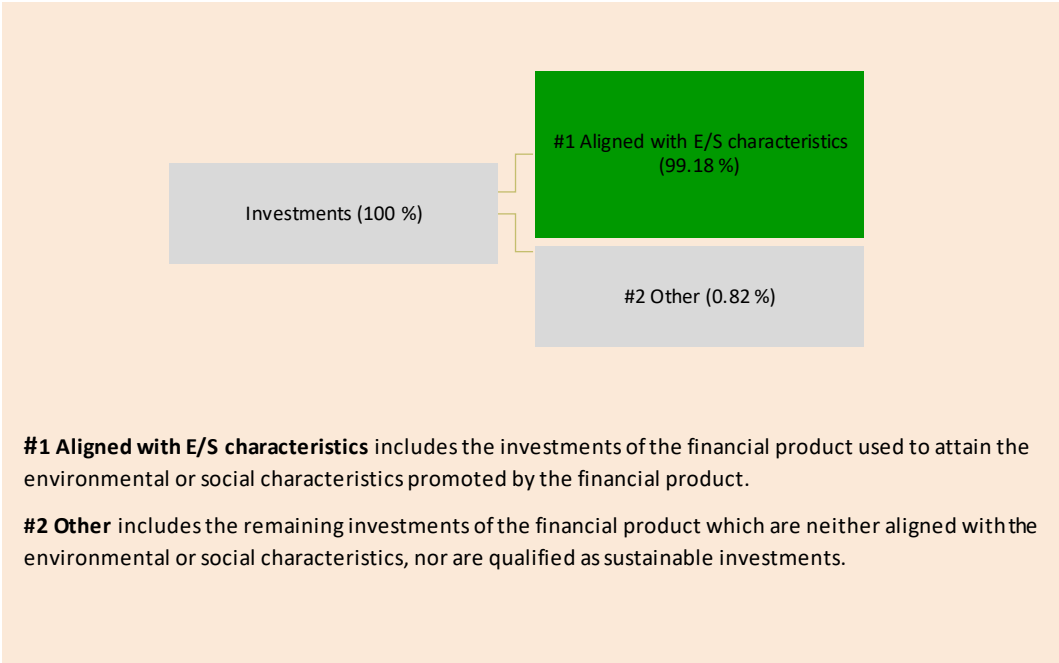 #1 Aligned with E/S characteristics
(99.18 %)
Investments (100 %)
#2 Other (0.82 %)
#1 Aligned with E/S characteristics includes the investments of the financial product used to attain the
environmental or social characteristics promoted by the financial product.
#2 Other includes the remaining investments of the financial product which are neither aligned with the
environmental or social characteristics, nor are qualified as sustainable investments.